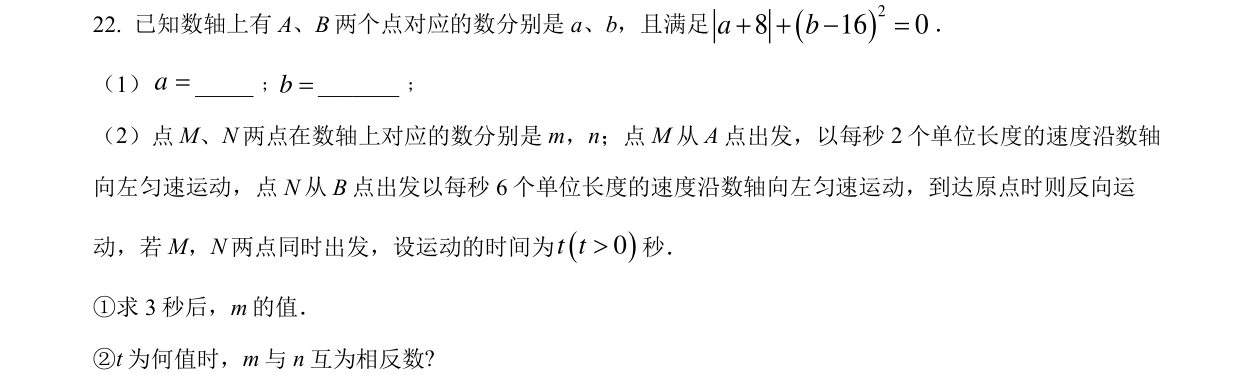 22. 已知数轴上有 A、B 两个点对应的数分别是 a、b，且满足|a+8|+(b−16)²=0．
（1）a = _____；b = _______；
（2）点 M、N 两点在数轴上对应的数分别是 m，n；点 M 从 A 点出发，以每秒 2 个单位长度的速度沿数轴
向左匀速运动，点 N 从 B 点出发以每秒 6 个单位长度的速度沿数轴向左匀速运动，到达原点时则反向运
动，若 M，N 两点同时出发，设运动的时间为t(t>0)秒．
①求 3 秒后，m 的值．
②t 为何值时，m 与 n 互为相反数?